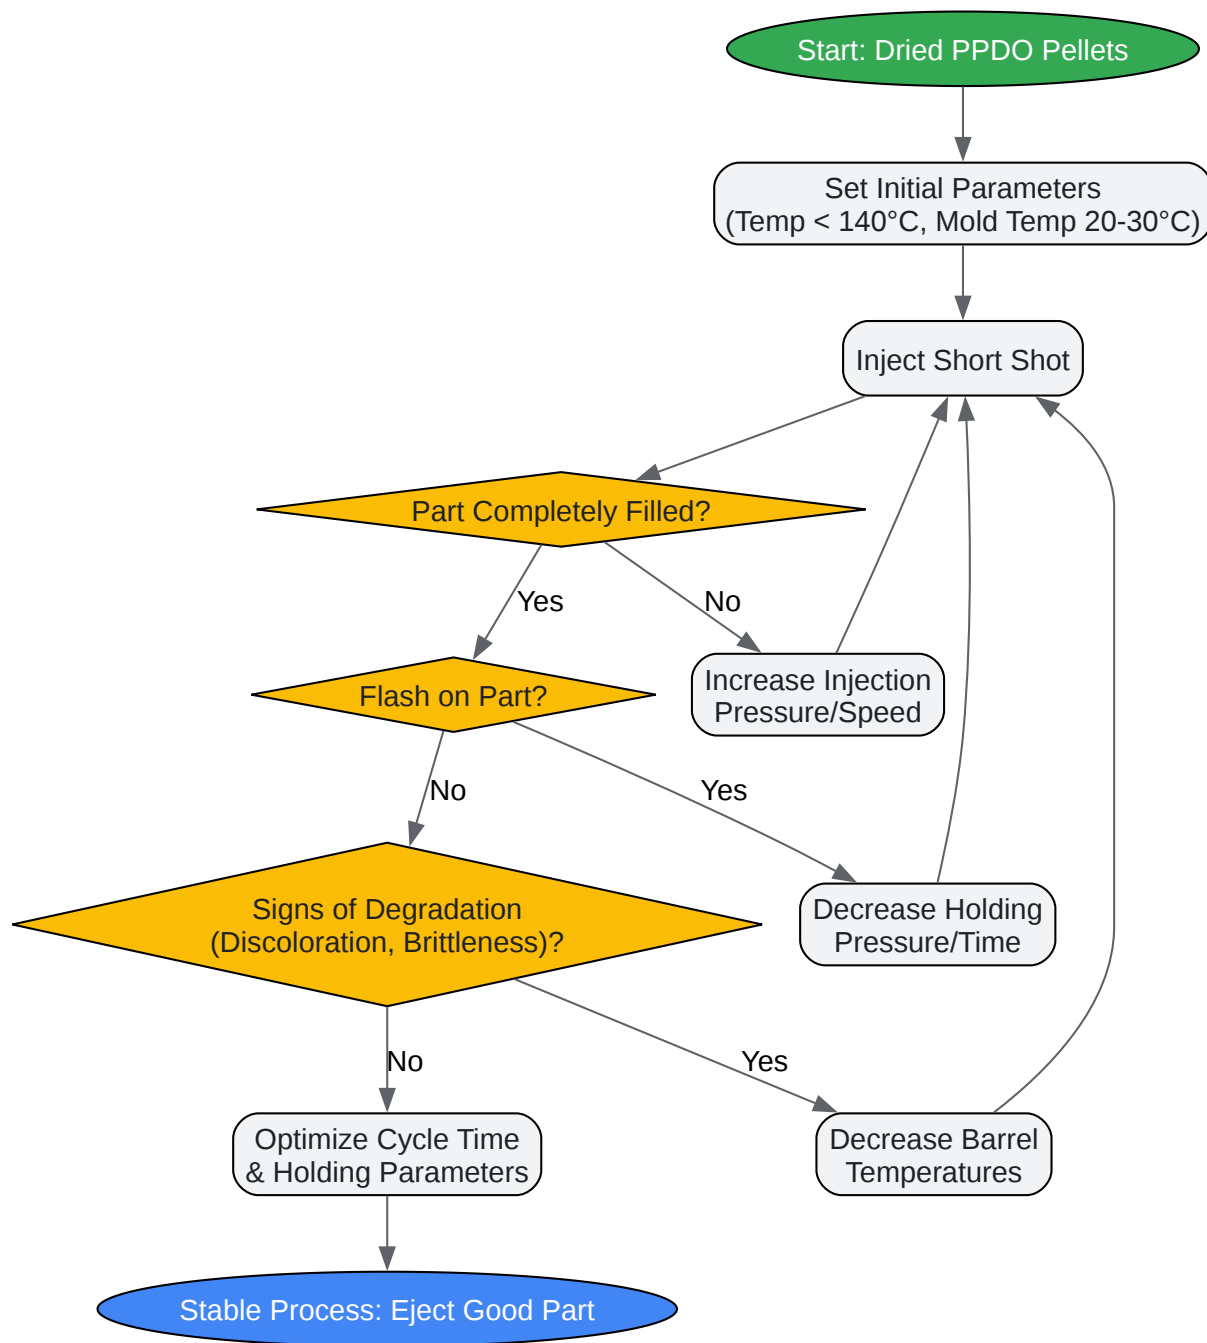 Start: Dried PPDO Pellets
Set Initial Parameters
(Temp < 140°C, Mold Temp 20-30°C)
Inject Short Shot
Part Completely Filled?
Yes
No
Increase Injection
Pressure/Speed
Flash on Part?
No
Yes
Decrease Holding
Pressure/Time
Signs of Degradation
(Discoloration, Brittleness)?
No
Yes
Optimize Cycle Time
& Holding Parameters
Decrease Barrel
Temperatures
Stable Process: Eject Good Part